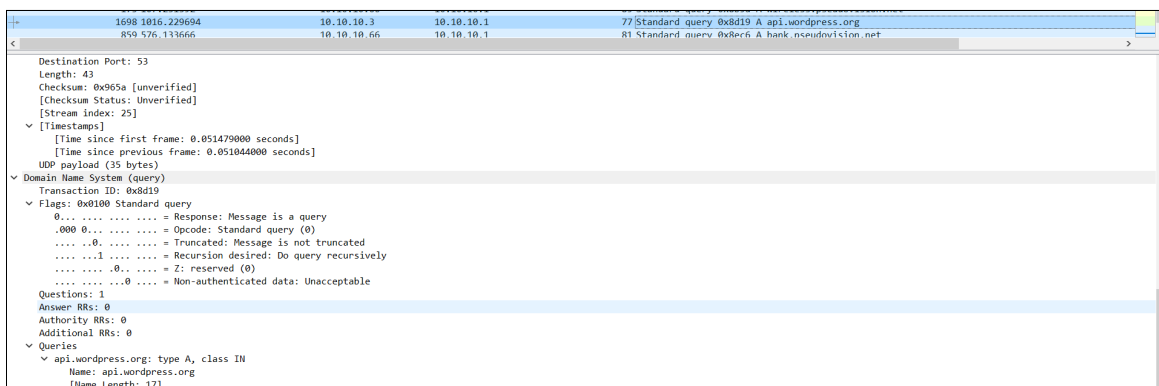 1698 1016.229694 10.10.10.3 10.10.10.1 77 Standard query 0x8d19 A api.wordpress.org
859 576.133666 10.10.10.66 10.10.10.1 81 Standard query 0x8ec6 A bank.pseudovision.net
Destination Port: 53
Length: 43
Checksum: 0x965a [unverified]
[Checksum Status: Unverified]
[Stream index: 25]
[Timestamps]
[Time since first frame: 0.051479000 seconds]
[Time since previous frame: 0.051044000 seconds]
UDP payload (35 bytes)
Domain Name System (query)
Transaction ID: 0x8d19
Flags: 0x0100 Standard query
0... .... .... .... = Response: Message is a query
.000 0... .... .... = Opcode: Standard query (0)
.... ..0. .... .... = Truncated: Message is not truncated
.... ...1 .... .... = Recursion desired: Do query recursively
.... .... .0.. .... = Z: reserved (0)
.... .... ...0 .... = Non-authenticated data: Unacceptable
Questions: 1
Answer RRs: 0
Authority RRs: 0
Additional RRs: 0
Queries
api.wordpress.org: type A, class IN
Name: api.wordpress.org
[Name Length: 17]